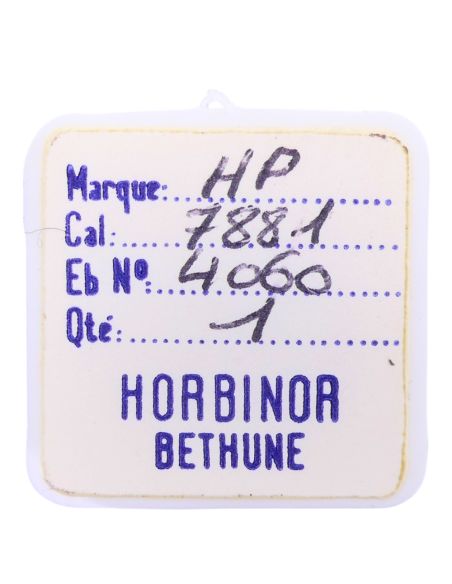 Marque: HP
Cal: 7881
Eb Nº: 4060
Qté: 1
HORBINOR
BETHUNE